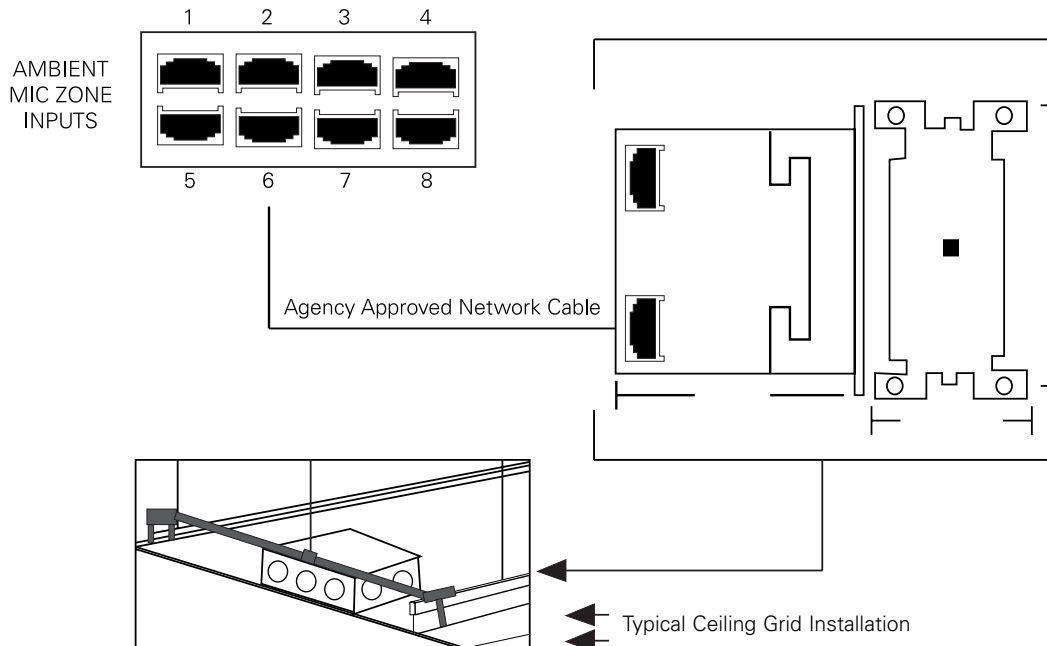 1 2 3 4
AMBIENT
MIC ZONE
INPUTS
5 6 7 8
Agency Approved Network Cable
Typical Ceiling Grid Installation